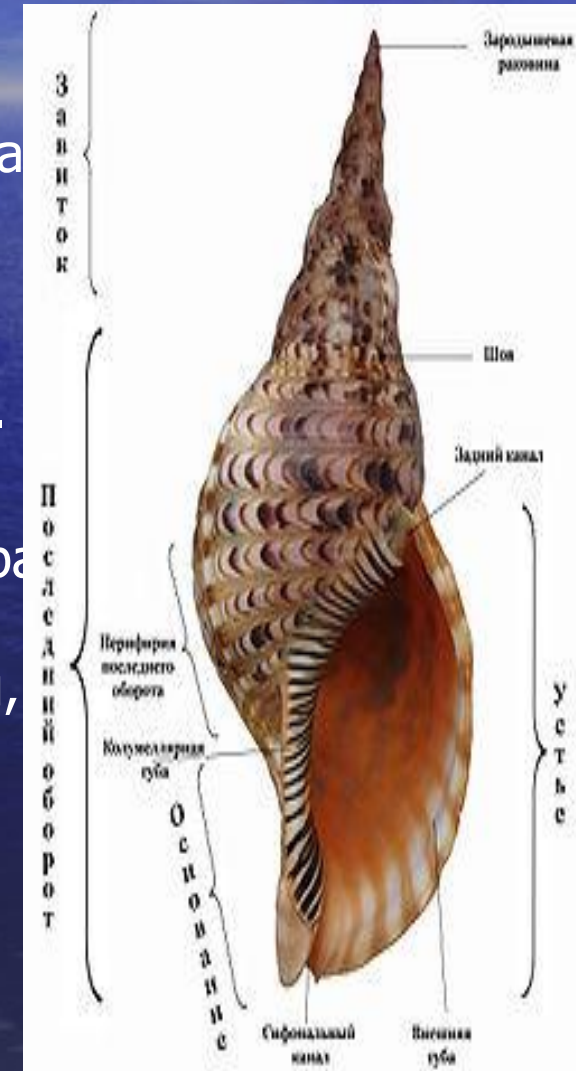 Зародышевая
раковина
Завиток
Шов
Задний канал
Последний оборот
Периферия
последнего
оборота
Устье
Колумеллярная
губа
Основание
Сифональный
канал
Внешняя
губа